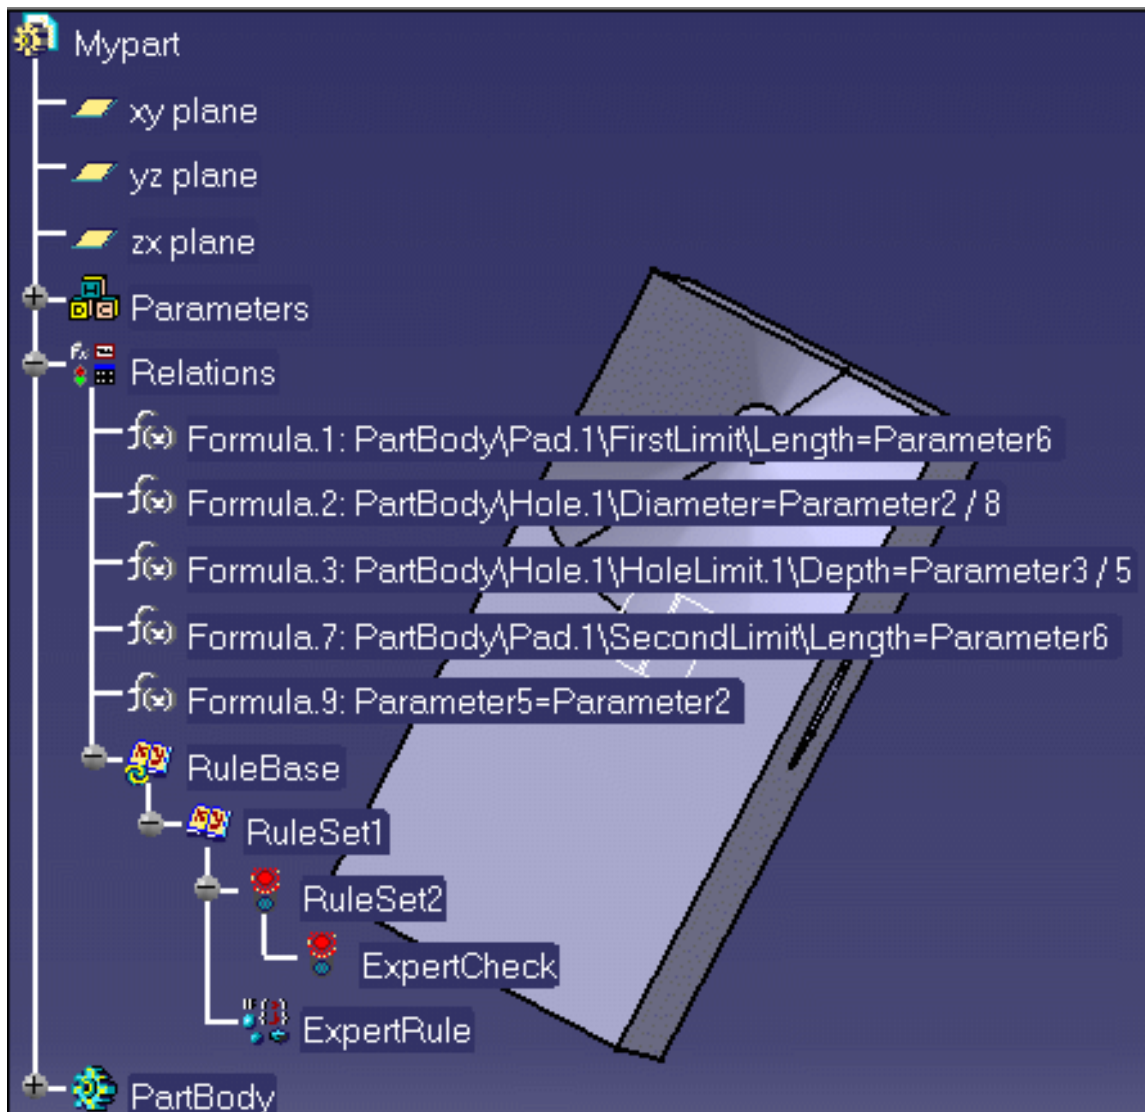 Mypart
xy plane
yz plane
zx plane
Parameters
Relations
Formula.1: PartBody\Pad.1\FirstLimit\Length=Parameter6
Formula.2: PartBody\Hole.1\Diameter=Parameter2 / 8
Formula.3: PartBody\Hole.1\HoleLimit.1\Depth=Parameter3 / 5
Formula.7: PartBody\Pad.1\SecondLimit\Length=Parameter6
Formula.9: Parameter5=Parameter2
RuleBase
RuleSet1
RuleSet2
ExpertCheck
ExpertRule
PartBody